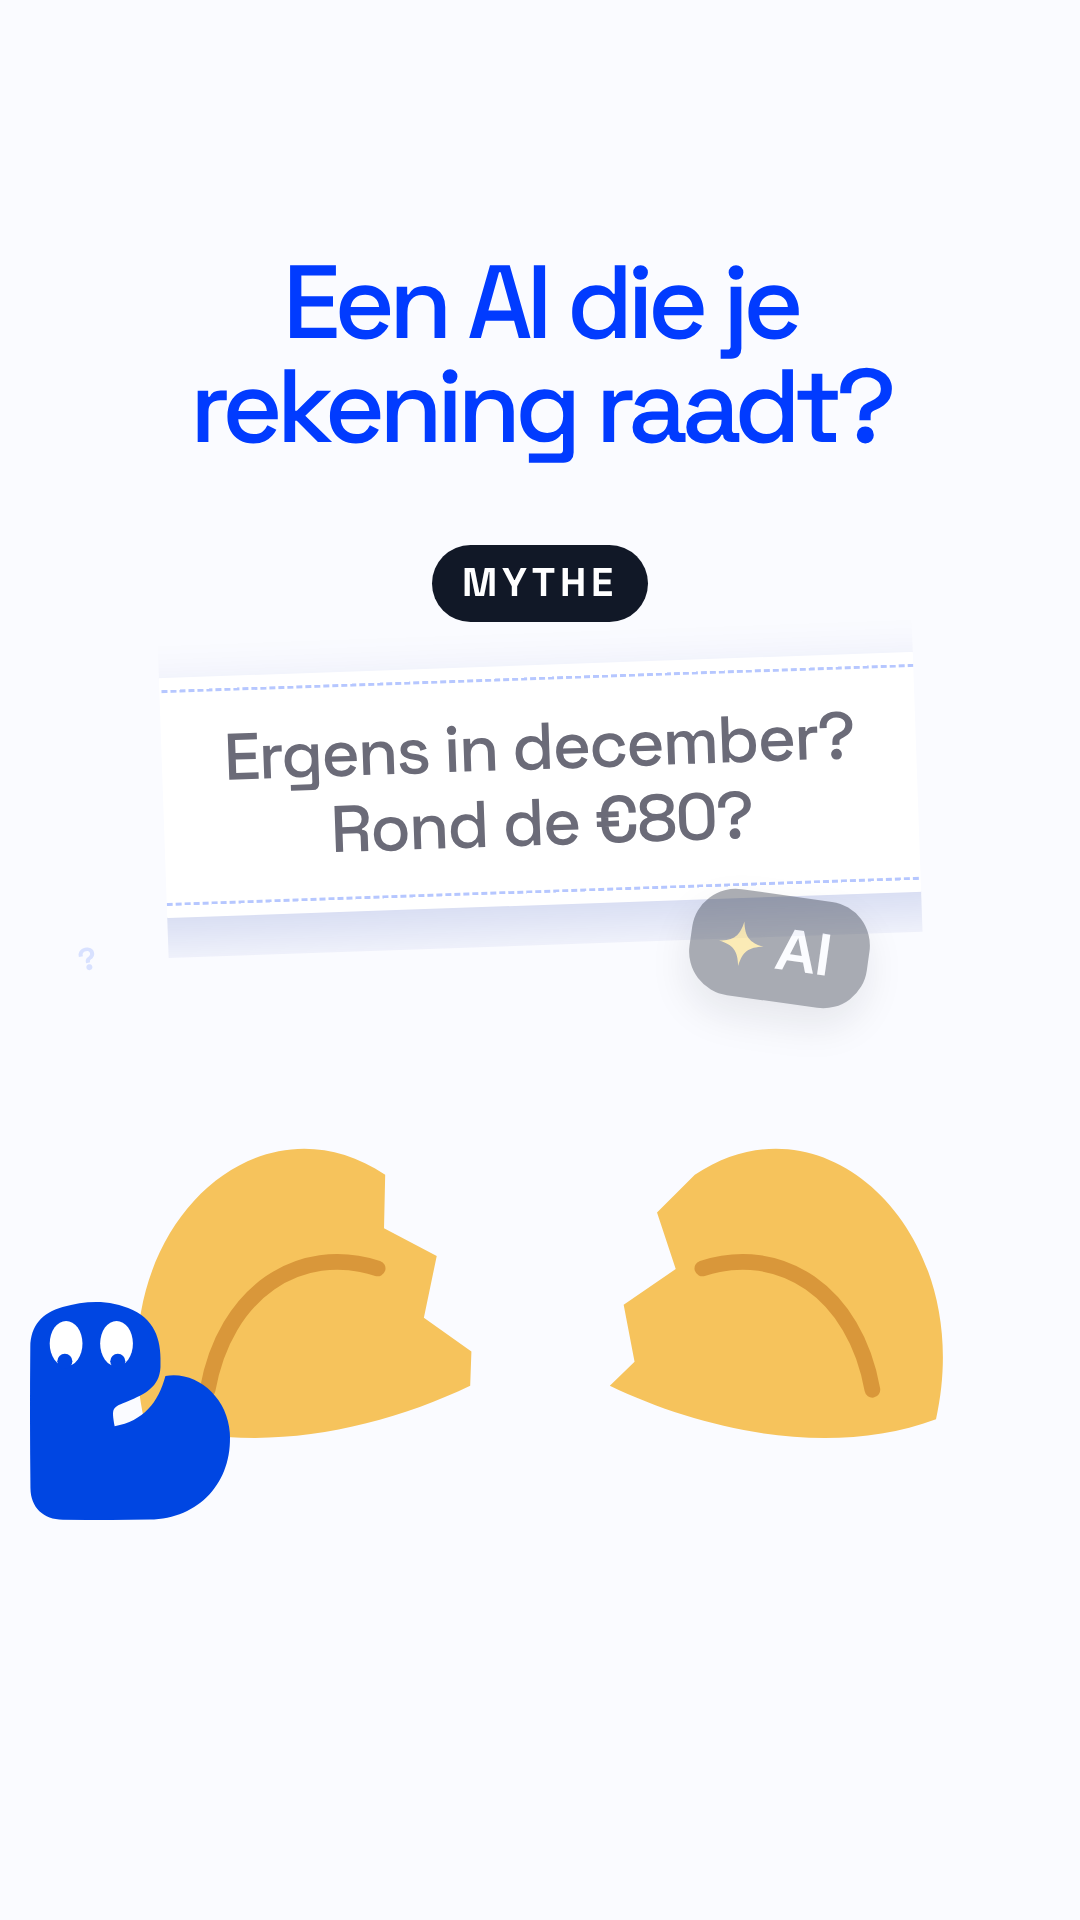 Een AI die je
rekening raadt?
MYTHE
Ergens in december?
Rond de €80?
AI
?